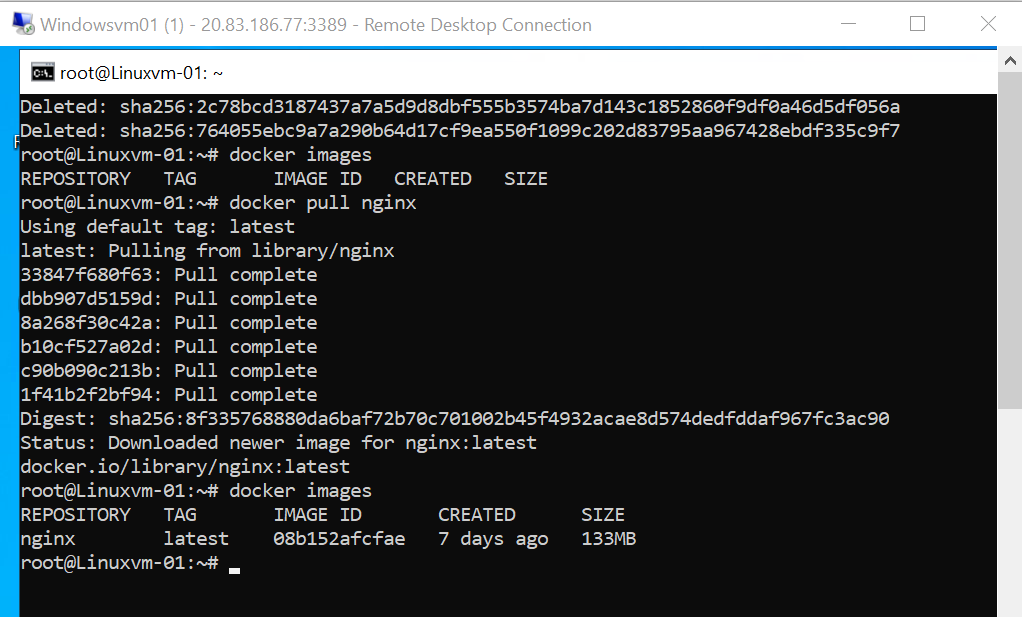 Windowsvm01 (1) - 20.83.186.77:3389 - Remote Desktop Connection
root@Linuxvm-01: ~
Deleted: sha256:2c78bcd3187437a7a5d9d8dbf555b3574ba7d143c1852860f9df0a46d5df056a
Deleted: sha256:764055ebc9a7a290b64d17cf9ea550f1099c202d83795aa967428ebdf335c9f7
root@Linuxvm-01:~# docker images
REPOSITORY   TAG       IMAGE ID   CREATED   SIZE
root@Linuxvm-01:~# docker pull nginx
Using default tag: latest
latest: Pulling from library/nginx
33847f680f63: Pull complete
dbb907d5159d: Pull complete
8a268f30c42a: Pull complete
b10cf527a02d: Pull complete
c90b090c213b: Pull complete
1f41b2f2bf94: Pull complete
Digest: sha256:8f335768880da6baf72b70c701002b45f4932acae8d574dedfddaf967fc3ac90
Status: Downloaded newer image for nginx:latest
docker.io/library/nginx:latest
root@Linuxvm-01:~# docker images
REPOSITORY   TAG       IMAGE ID       CREATED      SIZE
nginx        latest    08b152afcfae   7 days ago   133MB
root@Linuxvm-01:~#